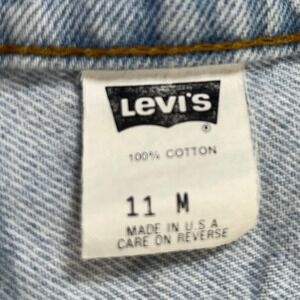 Levi's
®
100% COTTON
11 M
MADE IN U.S.A
CARE ON REVERSE